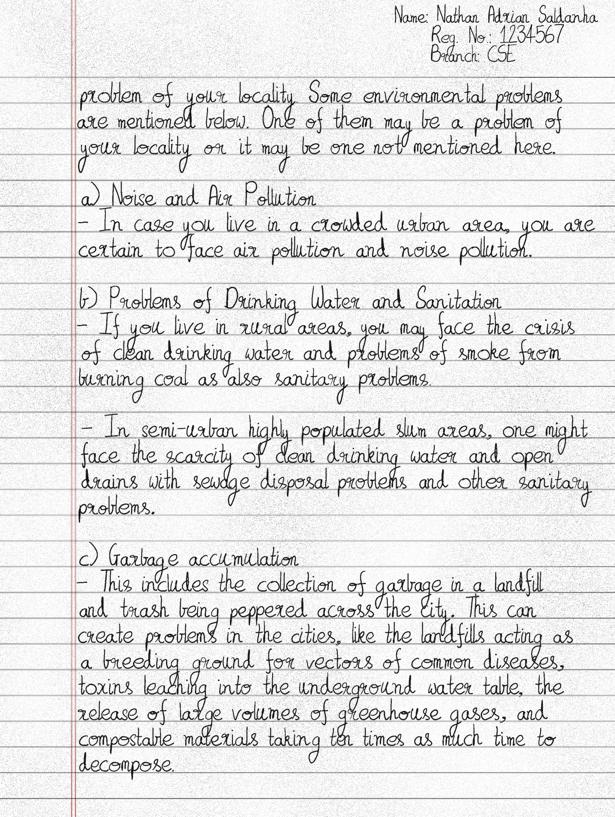 Name: Nathan Adrian Saldanha
Reg. No.: 1234567
Branch: CSE
problem of your locality. Some environmental problems
are mentioned below. One of them may be a problem of
your locality or it may be one not mentioned here.
a) Noise and Air Pollution
- In case you live in a crowded urban area, you are
certain to face air pollution and noise pollution.
b) Problems of Drinking Water and Sanitation
- If you live in rural areas, you may face the crisis
of clean drinking water and problems of smoke from
burning coal as also sanitary problems.
- In semi-urban highly populated slum areas, one might
face the scarcity of clean drinking water and open
drains with sewage disposal problems and other sanitary
problems.
c) Garbage accumulation
- This includes the collection of garbage in a landfill
and trash being peppered across the city. This can
create problems in the cities, like the landfills acting as
a breeding ground for vectors of common diseases,
toxins leaching into the underground water table, the
release of large volumes of greenhouse gases, and
compostable materials taking ten times as much time to
decompose.